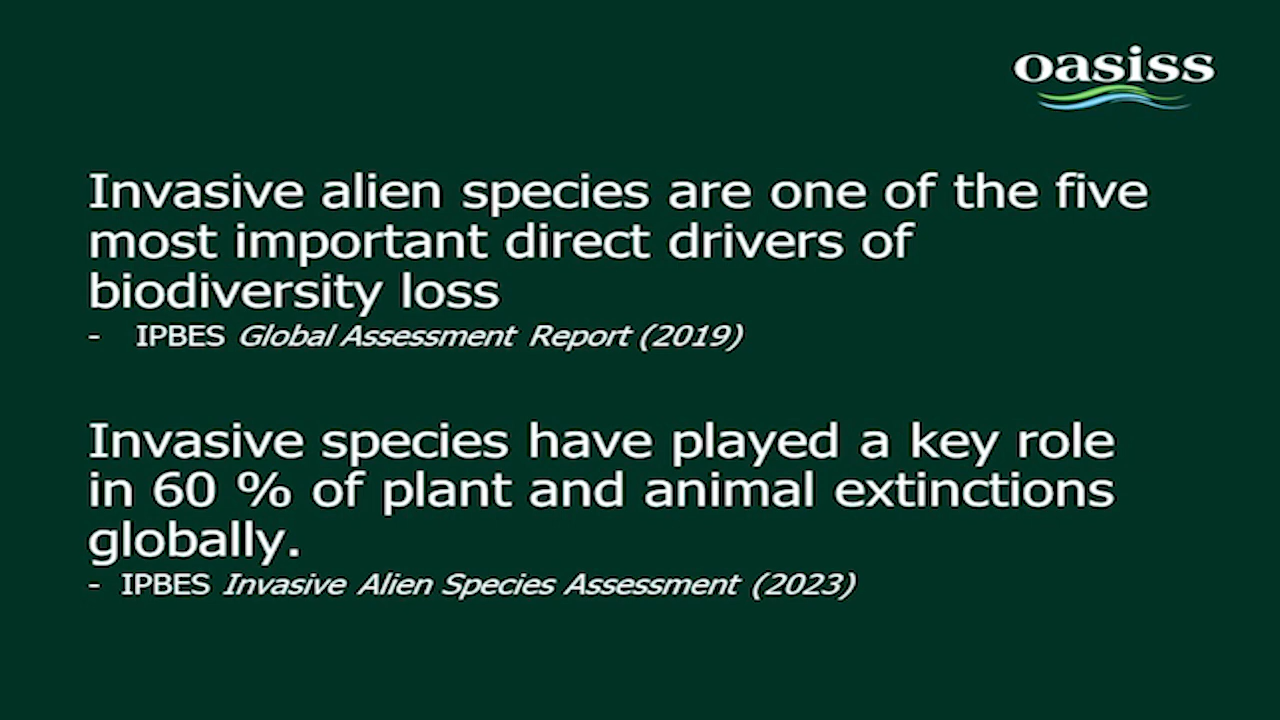 oasiss
Invasive alien species are one of the five
most important direct drivers of
biodiversity loss
- IPBES Global Assessment Report (2019)
Invasive species have played a key role
in 60 % of plant and animal extinctions
globally.
- IPBES Invasive Alien Species Assessment (2023)